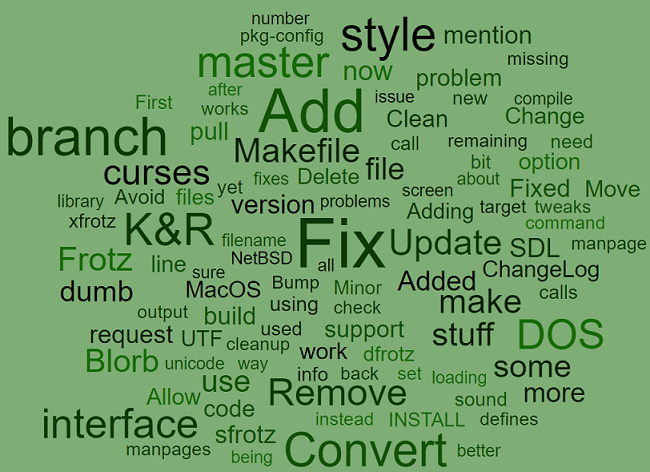 number
pkg-config
style
mention
master
now
missing
problem
First
after
works
Add
issue
new
compile
Clean
Change
branch
pull
Makefile
call
remaining
need
curses
file
bit
option
fixes
Delete
about
library
Avoid
files
yet
version
problems
screen
Fixed
Move
xfrotz
K&R
filename
Fix
Adding
target
tweaks
command
Update
SDL
manpage
Frotz
line
sure
NetBSD
all
ChangeLog
dumb
MacOS
Bump
Minor
Added
calls
output
build
using
check
make
request
UTF
used
cleanup
support
stuff
DOS
Blorb
unicode
way
work
dfrotz
some
use
info
back
set
loading
more
Allow
code
Remove
sound
interface
sfrotz
instead
INSTALL
defines
manpages
being
Convert
better